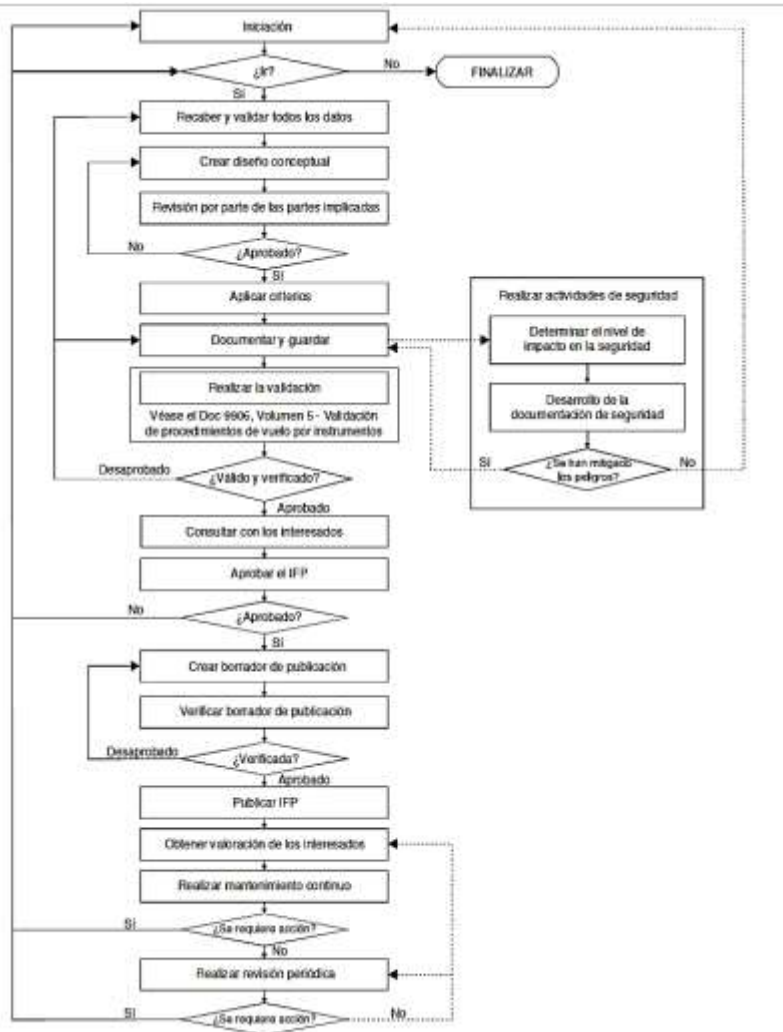 Iniciación
¿Ir?
No
FINALIZAR
Sí
Recaber y validar todos los datos
Crear diseño conceptual
Revisión por parte de las partes implicadas
No
¿Aprobado?
Sí
Aplicar criterios
Documentar y guardar
Realizar la validación
Véase el Doc 9906, Volumen 5 - Validación
de procedimientos de vuelo por instrumentos
Desaprobado
¿Válido y verificado?
Aprobado
Realizar actividades de seguridad
Determinar el nivel de
impacto en la seguridad
Desarrollo de la
documentación de seguridad
Sí
¿Se han mitigado
los peligros?
No
Consultar con los interesados
Aprobar el IFP
No
¿Aprobado?
Sí
Crear borrador de publicación
Verificar borrador de publicación
Desaprobado
¿Verificada?
Aprobado
Publicar IFP
Obtener valoración de los interesados
Realizar mantenimiento continuo
Sí
¿Se requiere acción?
No
Realizar revisión periódica
Sí
¿Se requiere acción?
No